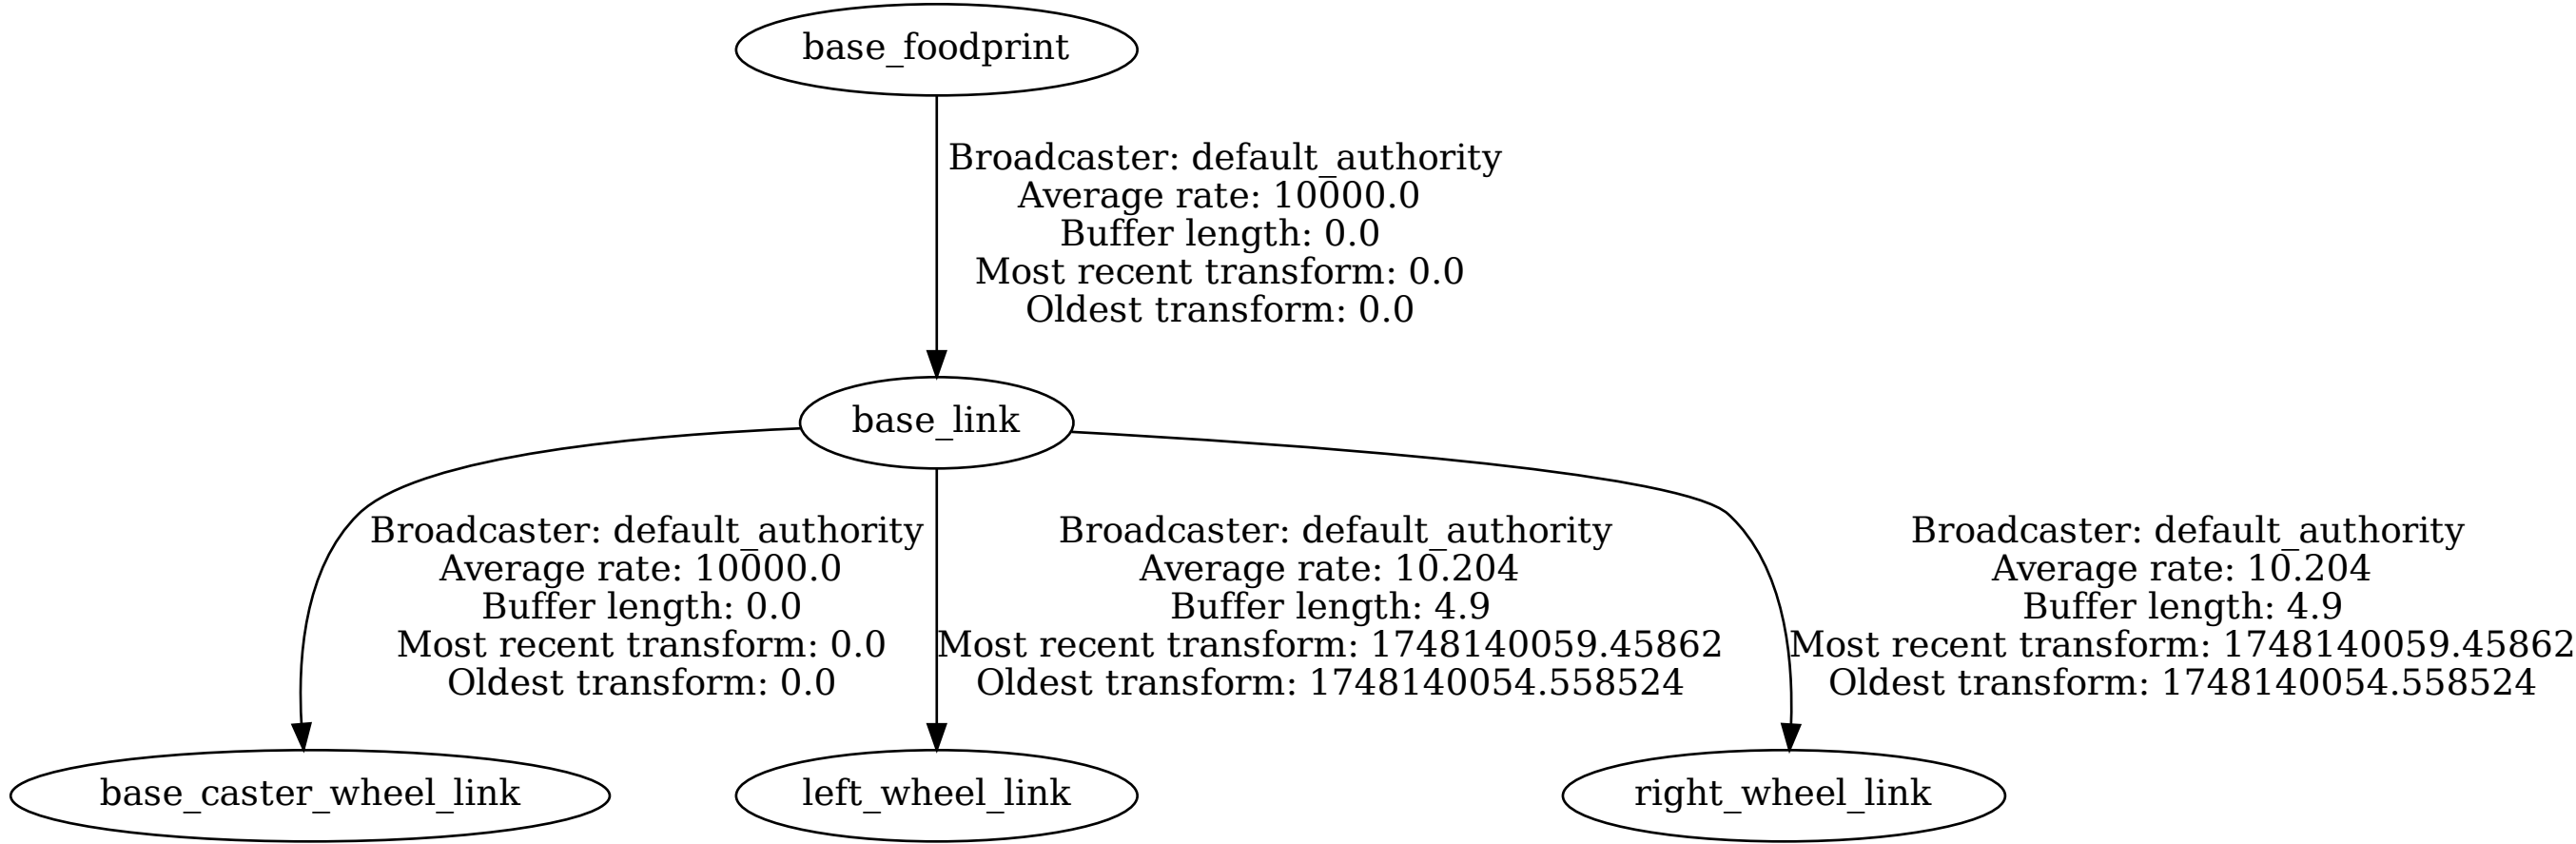 base_foodprint
Broadcaster: default_authority
Average rate: 10000.0
Buffer length: 0.0
Most recent transform: 0.0
Oldest transform: 0.0
base_link
Broadcaster: default_authority
Average rate: 10000.0
Buffer length: 0.0
Most recent transform: 0.0
Oldest transform: 0.0
Broadcaster: default_authority
Average rate: 10.204
Buffer length: 4.9
Most recent transform: 1748140059.45862
Oldest transform: 1748140054.558524
Broadcaster: default_authority
Average rate: 10.204
Buffer length: 4.9
Most recent transform: 1748140059.45862
Oldest transform: 1748140054.558524
base_caster_wheel_link
left_wheel_link
right_wheel_link